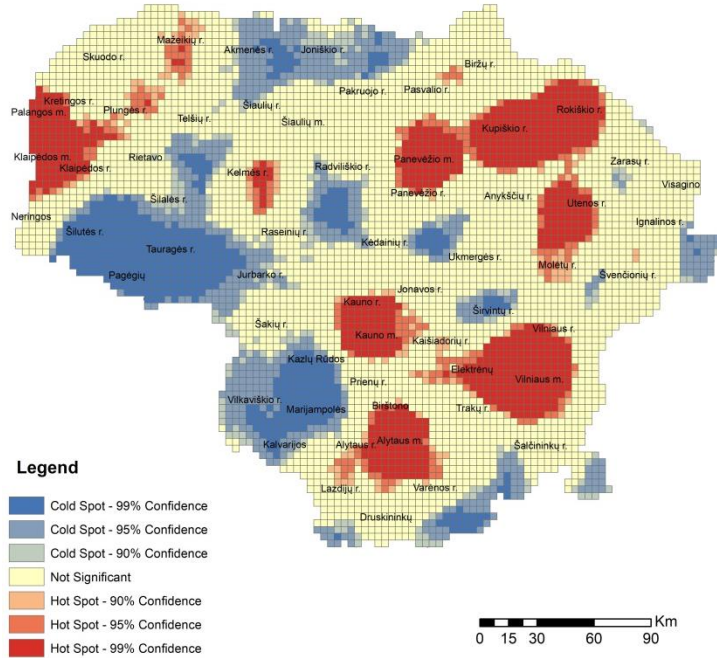 Mažeikių r.
Skuodo r.
Akmenės r.
Joniškio r.
Biržų r.
Kretingos r.
Palangos m.
Plungės r.
Telšių r.
Šiaulių r.
Šiaulių m.
Pakruojo r.
Pasvalio r.
Rokiškio r.
Kupiškio r.
Klaipėdos m.
Klaipėdos r.
Rietavo
Kelmės r.
Radviliškio r.
Panevėžio m.
Panevėžio r.
Zarasų r.
Visagino
Anykščių r.
Utenos r.
Ignalinos r.
Neringos
Šilalės r.
Šilutės r.
Tauragės r.
Raseinių r.
Kėdainių r.
Ukmergės r.
Molėtų r.
Švenčionių r.
Pagėgių
Jurbarko r.
Jonavos r.
Kauno r.
Širvintų r.
Šakių r.
Kauno m.
Kaišiadorių r.
Vilniaus r.
Kazlų Rūdos
Elektrėnų
Vilniaus m.
Prienų r.
Vilkaviškio r.
Marijampolės
Birštono
Trakų r.
Kalvarijos
Alytaus r.
Alytaus m.
Šalčininkų r.
Lazdijų r.
Varėnos r.
Druskininkų
Legend
Cold Spot - 99% Confidence
Cold Spot - 95% Confidence
Cold Spot - 90% Confidence
Not Significant
Hot Spot - 90% Confidence
Hot Spot - 95% Confidence
Hot Spot - 99% Confidence
Km
0 15 30 60 90